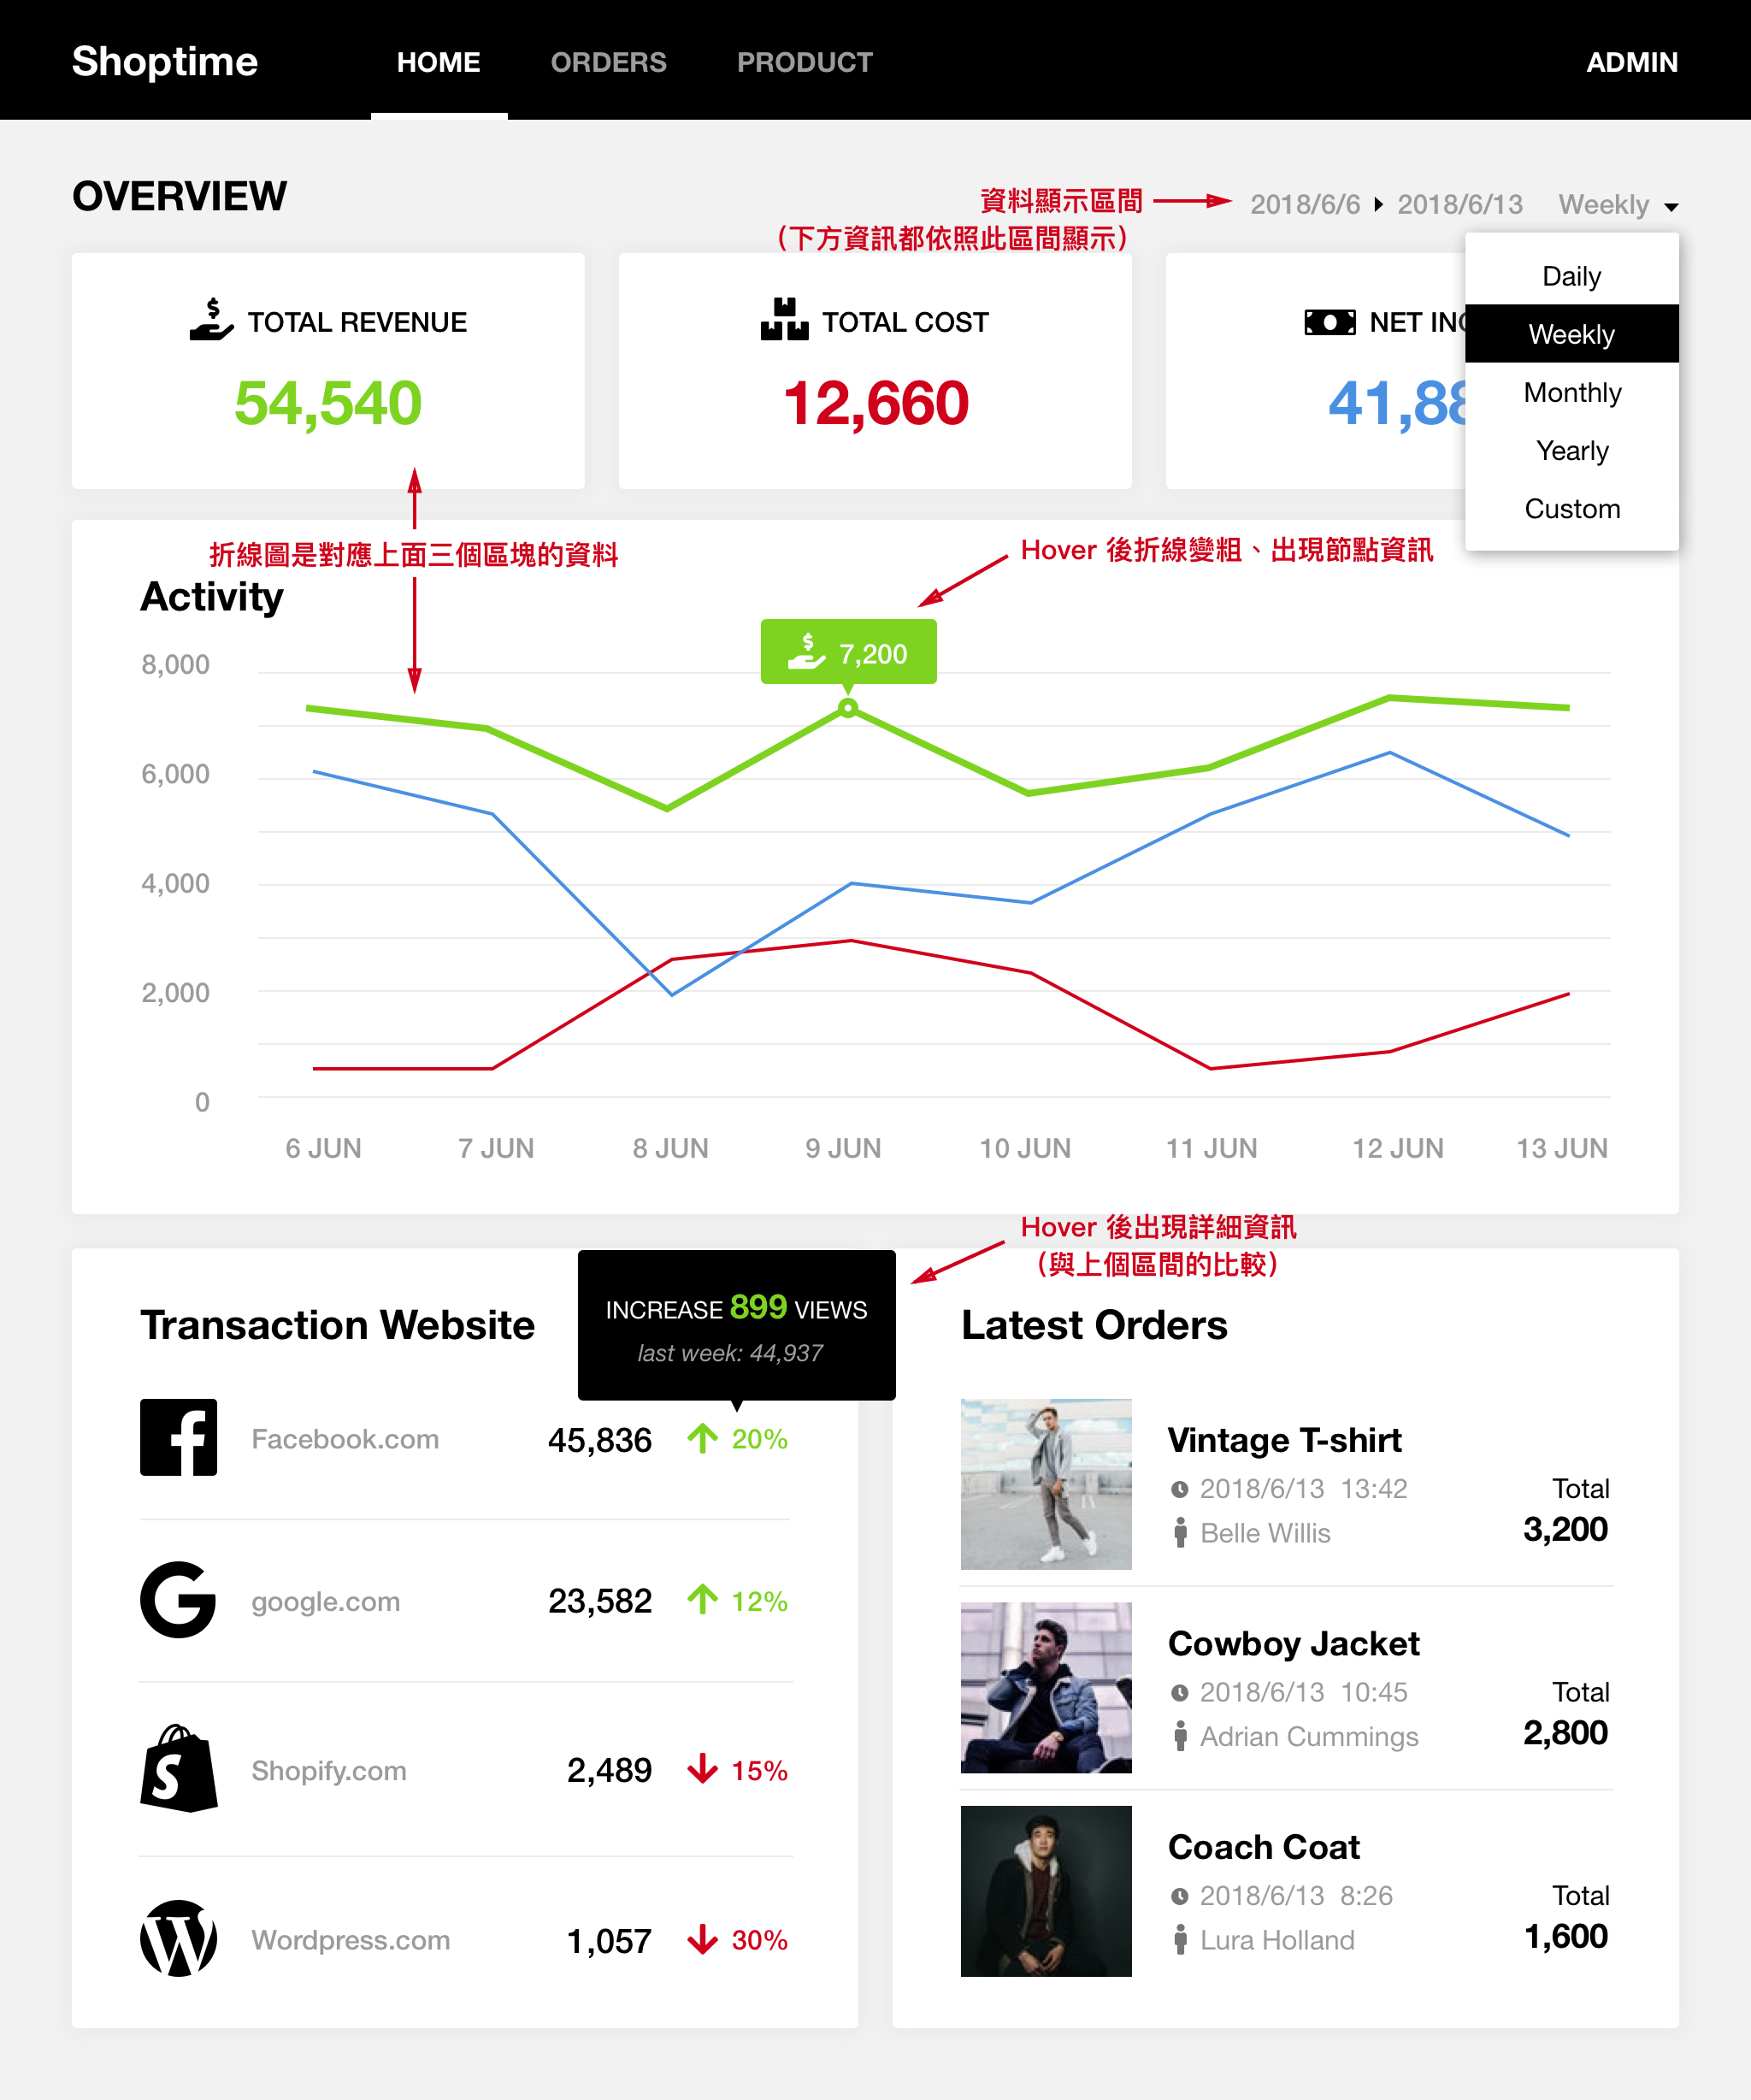 Shoptime HOME ORDERS PRODUCT ADMIN
OVERVIEW
資料顯示區間
（下方資訊都依照此區間顯示）
2018/6/6 2018/6/13 Weekly
Daily
Weekly
Monthly
Yearly
Custom
TOTAL REVENUE
54,540
TOTAL COST
12,660
NET IN
41,88
折線圖是對應上面三個區塊的資料
Hover 後折線變粗、出現節點資訊
Activity
$ 7,200
8,000
6,000
4,000
2,000
0
6 JUN 7 JUN 8 JUN 9 JUN 10 JUN 11 JUN 12 JUN 13 JUN
Hover 後出現詳細資訊
（與上個區間的比較）
Transaction Website
INCREASE 899 VIEWS
last week: 44,937
Facebook.com 45,836 20%
google.com 23,582 12%
Shopify.com 2,489 15%
Wordpress.com 1,057 30%
Latest Orders
Vintage T-shirt
2018/6/13 13:42
Belle Willis
Total
3,200
Cowboy Jacket
2018/6/13 10:45
Adrian Cummings
Total
2,800
Coach Coat
2018/6/13 8:26
Lura Holland
Total
1,600